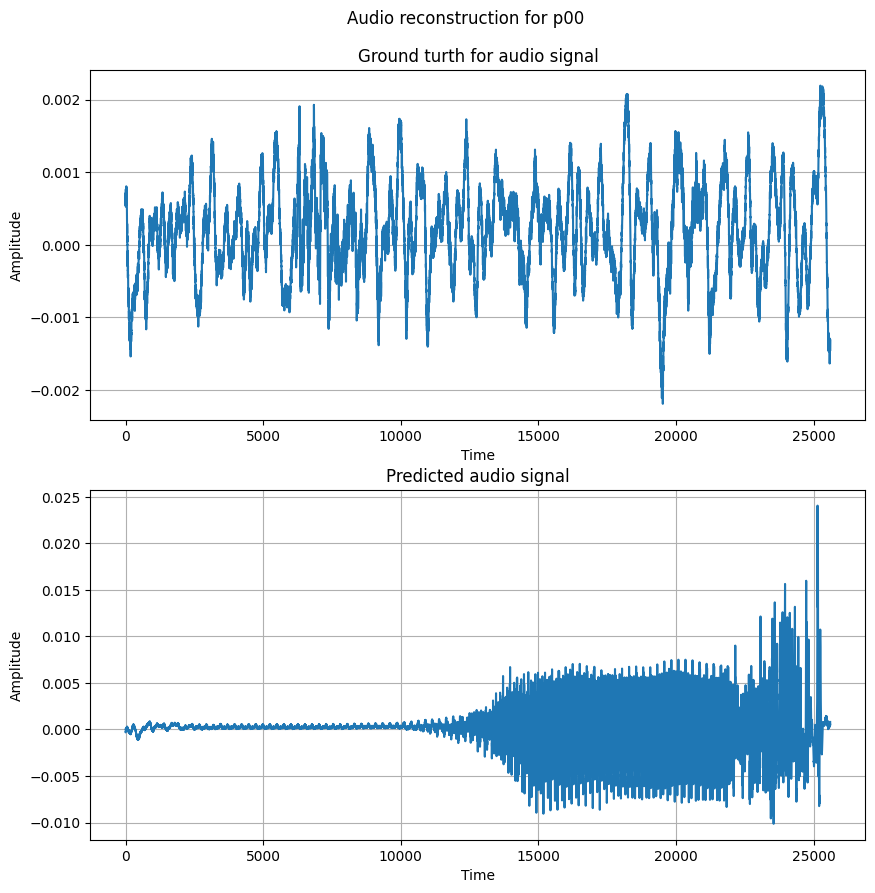 Audio reconstruction for p00
Ground turth for audio signal
0.002
0.001
0.000
−0.001
−0.002
Amplitude
0 5000 10000 15000 20000 25000
Time
Predicted audio signal
0.025
0.020
0.015
0.010
0.005
0.000
−0.005
−0.010
Amplitude
0 5000 10000 15000 20000 25000
Time